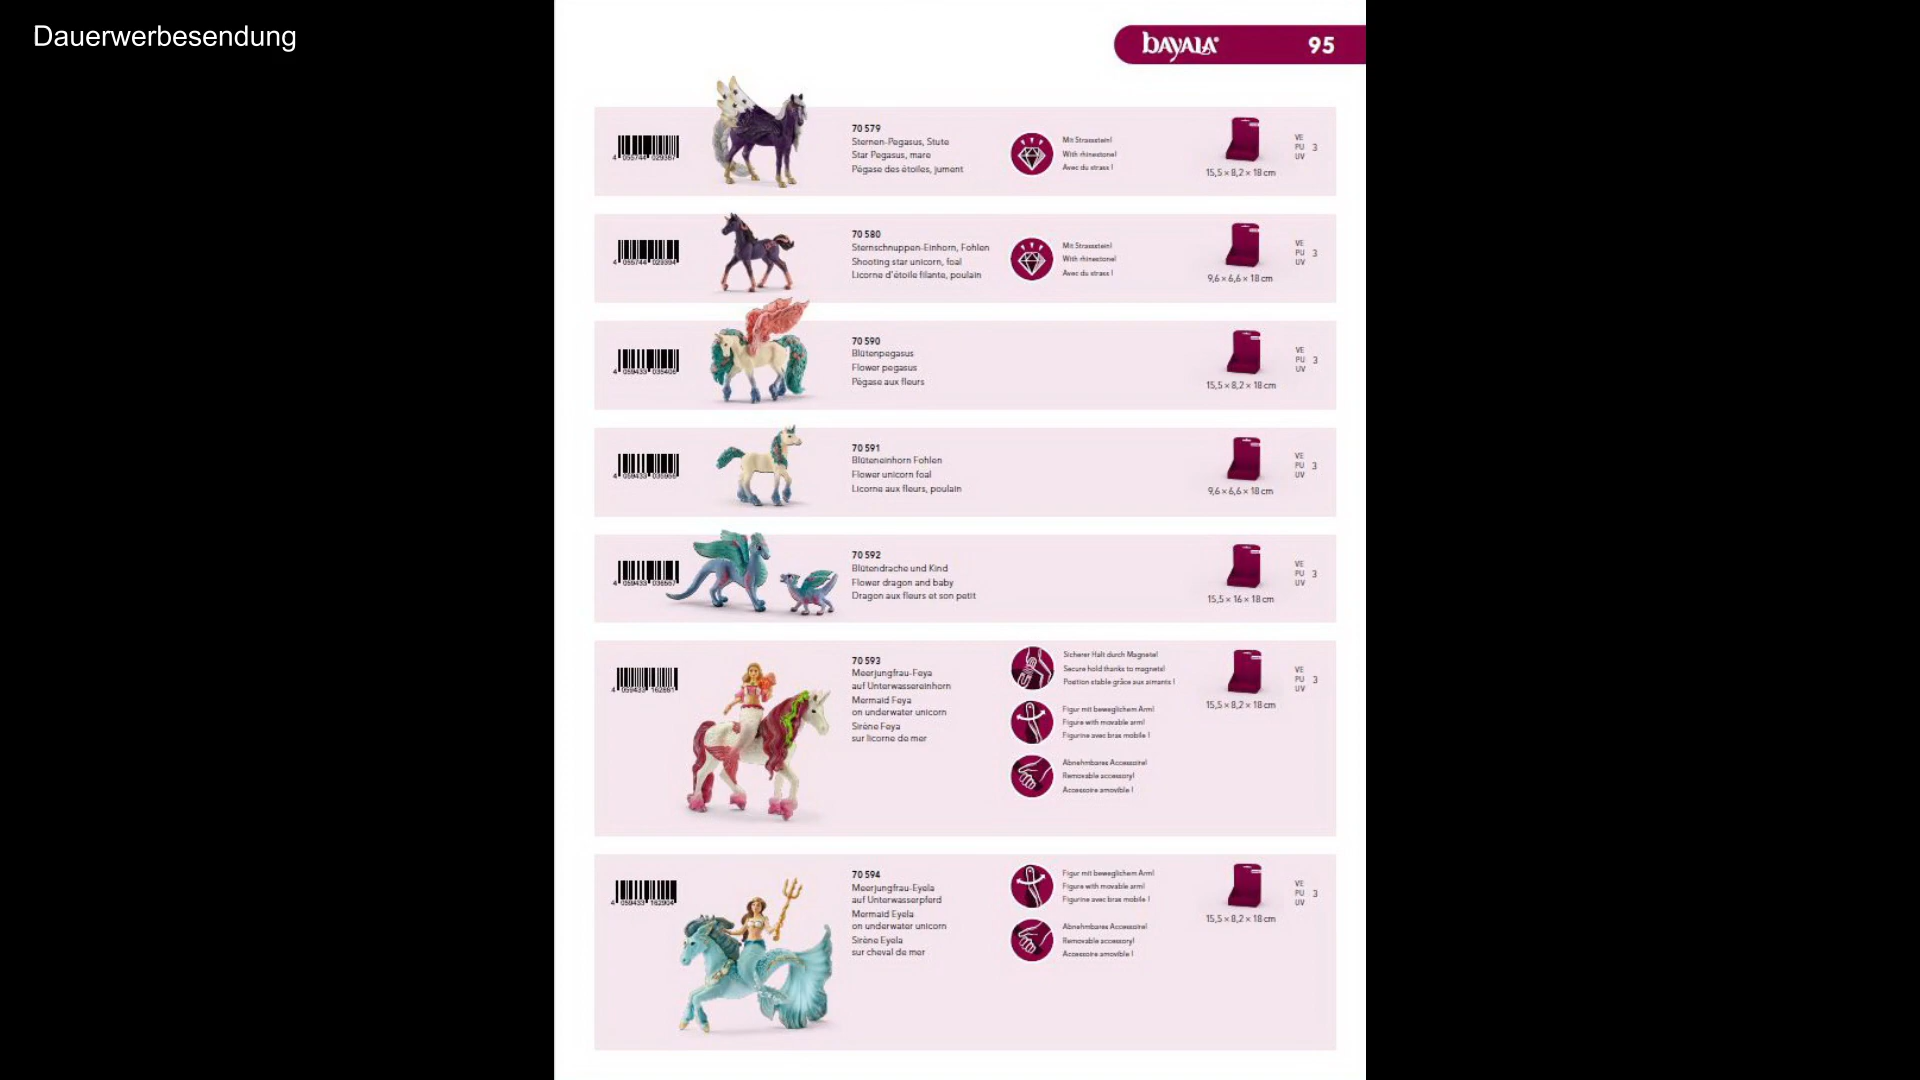 Dauerwerbesendung
bayala® 95
70 579
Sternen-Pegasus, Stute
Star Pegasus, mare
Pégase des étoiles, jument
Mit Strassstein!
With rhinestone!
Avec du strass !
15,5 × 8,2 × 18 cm
VE
PU 3
UV
70 580
Sternschnuppen-Einhorn, Fohlen
Shooting star unicorn, foal
Licorne d'étoile filante, poulain
Mit Strassstein!
With rhinestone!
Avec du strass !
9,6 × 6,6 × 18 cm
VE
PU 3
UV
70 590
Blütenpegasus
Flower pegasus
Pégase aux fleurs
15,5 × 8,2 × 18 cm
VE
PU 3
UV
70 591
Blüteneinhorn Fohlen
Flower unicorn foal
Licorne aux fleurs, poulain
9,6 × 6,6 × 18 cm
VE
PU 3
UV
70 592
Blütendrache und Kind
Flower dragon and baby
Dragon aux fleurs et son petit
15,5 × 16 × 18 cm
VE
PU 3
UV
70 593
Meerjungfrau-Feya
auf Unterwassereinhorn
Mermaid Feya
on underwater unicorn
Sirène Feya
sur licorne de mer
Sicherer Halt durch Magnete!
Secure hold thanks to magnets!
Position stable grâce aux aimants !
Figur mit beweglichem Arm!
Figure with movable arm!
Figurine avec bras mobile !
Abnehmbares Accessoire!
Removable accessory!
Accessoire amovible !
15,5 × 8,2 × 18 cm
VE
PU 3
UV
70 594
Meerjungfrau-Eyela
auf Unterwasserpferd
Mermaid Eyela
on underwater unicorn
Sirène Eyela
sur cheval de mer
Figur mit beweglichem Arm!
Figure with movable arm!
Figurine avec bras mobile !
Abnehmbares Accessoire!
Removable accessory!
Accessoire amovible !
15,5 × 8,2 × 18 cm
VE
PU 3
UV